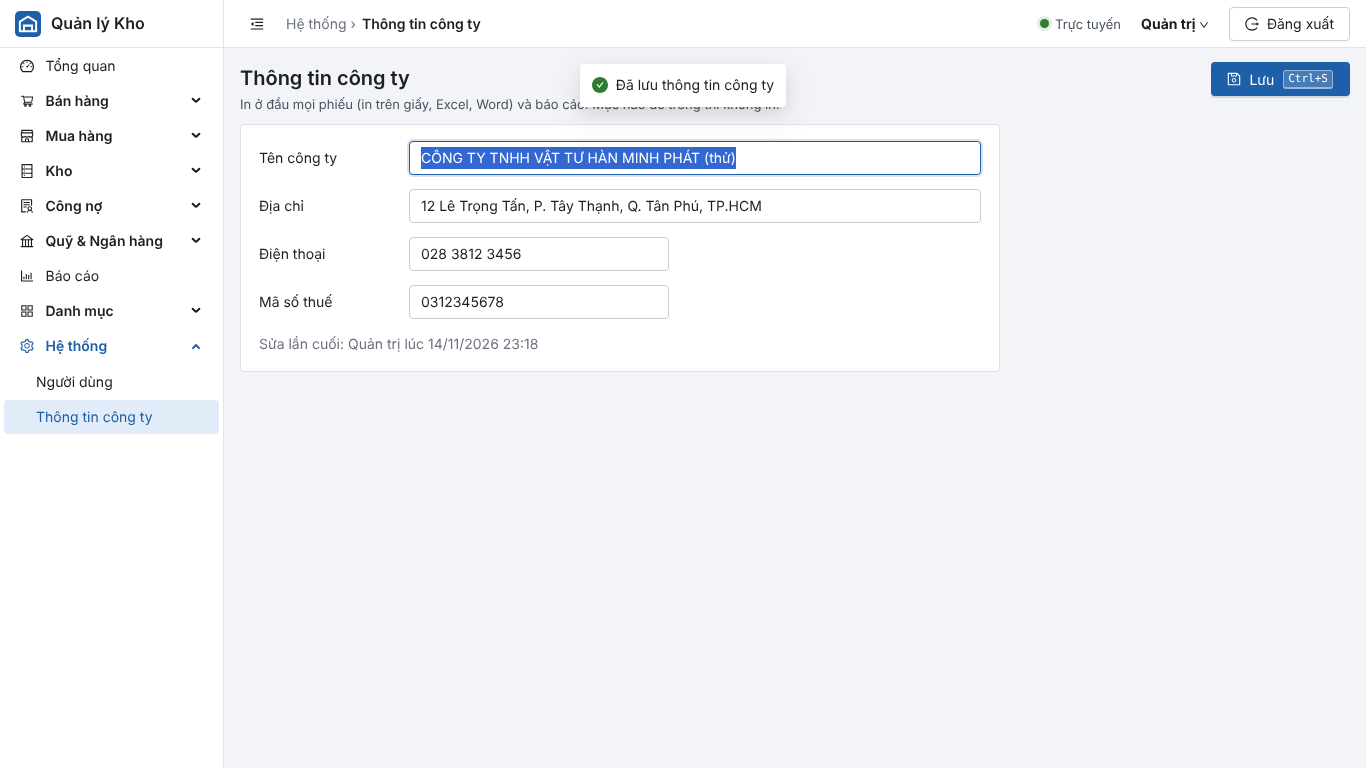 Quản lý Kho
Hệ thống › Thông tin công ty
Trực tuyến
Quản trị
Đăng xuất
Tổng quan
Bán hàng
Mua hàng
Kho
Công nợ
Quỹ & Ngân hàng
Báo cáo
Danh mục
Hệ thống
Người dùng
Thông tin công ty
Thông tin công ty
Đã lưu thông tin công ty
Lưu Ctrl+S
In ở đầu mọi phiếu (in trên giấy, Excel, Word) và báo cáo.
Tên công ty
CÔNG TY TNHH VẬT TƯ HÀN MINH PHÁT (thử)
Địa chỉ
12 Lê Trọng Tấn, P. Tây Thạnh, Q. Tân Phú, TP.HCM
Điện thoại
028 3812 3456
Mã số thuế
0312345678
Sửa lần cuối: Quản trị lúc 14/11/2026 23:18